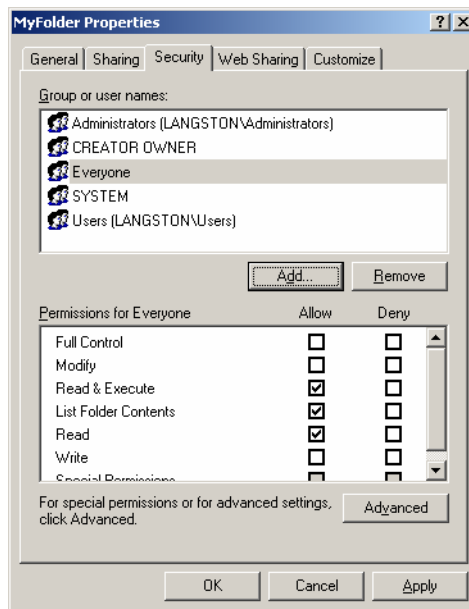 MyFolder Properties
General Sharing Security Web Sharing Customize
Group or user names:
Administrators (LANGSTON\Administrators)
CREATOR OWNER
Everyone
SYSTEM
Users (LANGSTON\Users)
Add... Remove
Permissions for Everyone Allow Deny
Full Control
Modify
Read & Execute
List Folder Contents
Read
Write
Special Permissions
For special permissions or for advanced settings, Advanced
click Advanced.
OK Cancel Apply